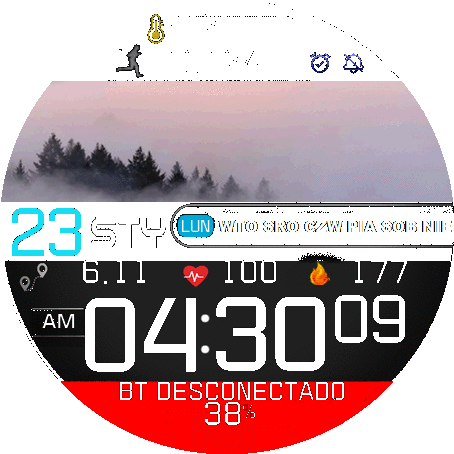 23 STY LUN WTO SRO CZW PIA SOB NIE
6.11 100 177
AM 04:30 09
BT DESCONECTADO
38%